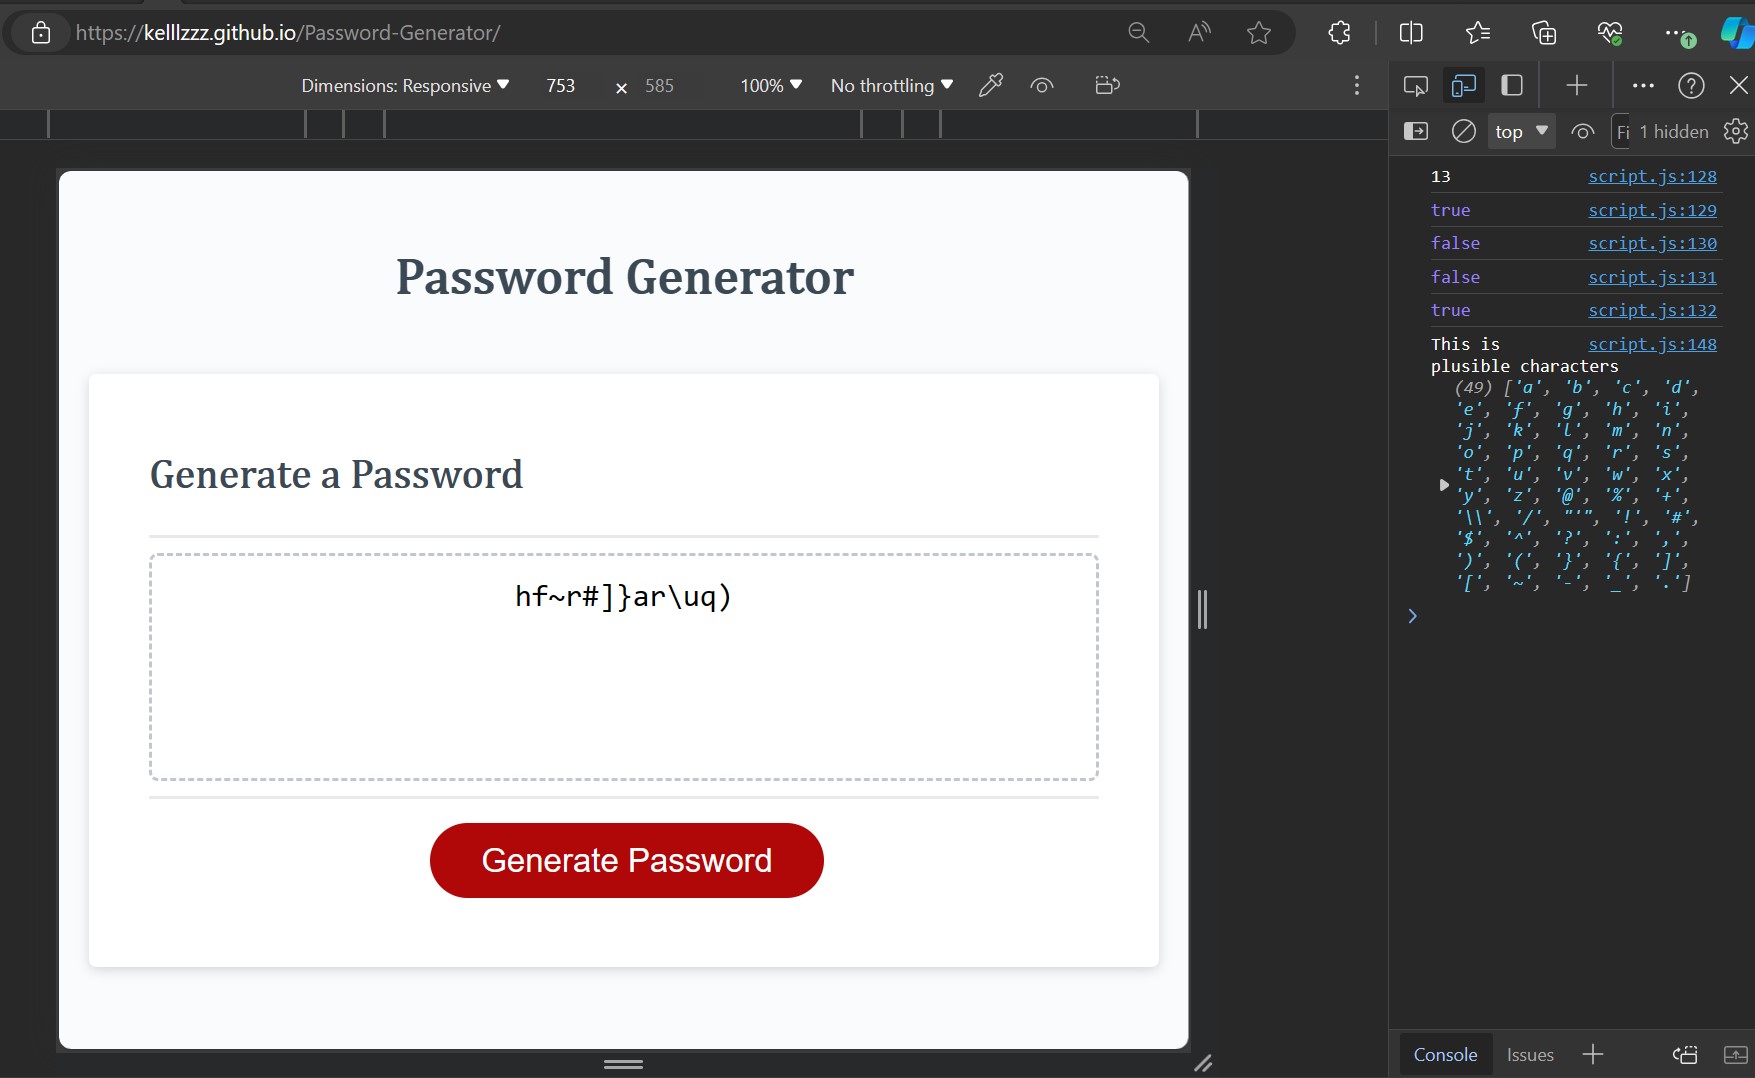 https://kelllzzz.github.io/Password-Generator/
Dimensions: Responsive 753 × 585 100% No throttling
top Fi 1 hidden
Password Generator
Generate a Password
hf~r#]}ar\uq)
Generate Password
13 script.js:128
true script.js:129
false script.js:130
false script.js:131
true script.js:132
This is script.js:148
plusible characters
(49) ['a', 'b', 'c', 'd',
'e', 'f', 'g', 'h', 'i',
'j', 'k', 'l', 'm', 'n',
'o', 'p', 'q', 'r', 's',
't', 'u', 'v', 'w', 'x',
'y', 'z', '@', '%', '+',
'\\', '/', "'", '!', '#',
'$', '^', '?', ':', ',',
')', '(', '}', '{', ']',
'[', '~', '-', '_', '.']
Console Issues